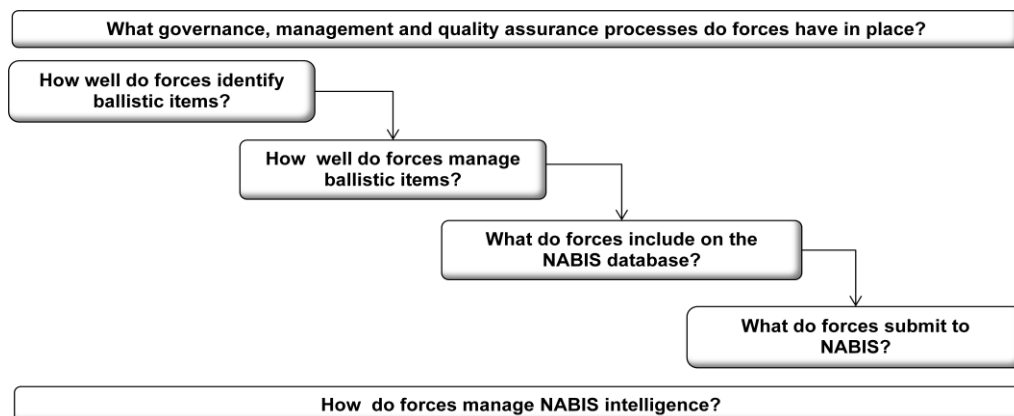 What governance, management and quality assurance processes do forces have in place?
How well do forces identify
ballistic items?
How well do forces manage
ballistic items?
What do forces include on the
NABIS database?
What do forces submit to
NABIS?
How do forces manage NABIS intelligence?